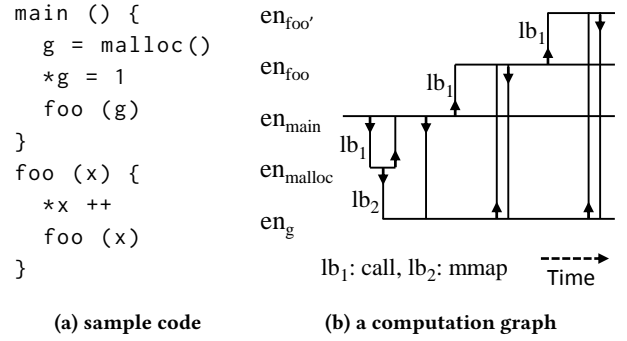 main () {
g = malloc()
*g = 1
foo (g)
}
foo (x) {
*x ++
foo (x)
}
(a) sample code
en_foo'
lb_1
en_foo
lb_1
en_main
lb_1
en_malloc
lb_2
en_g
lb_1: call, lb_2: mmap
Time
(b) a computation graph